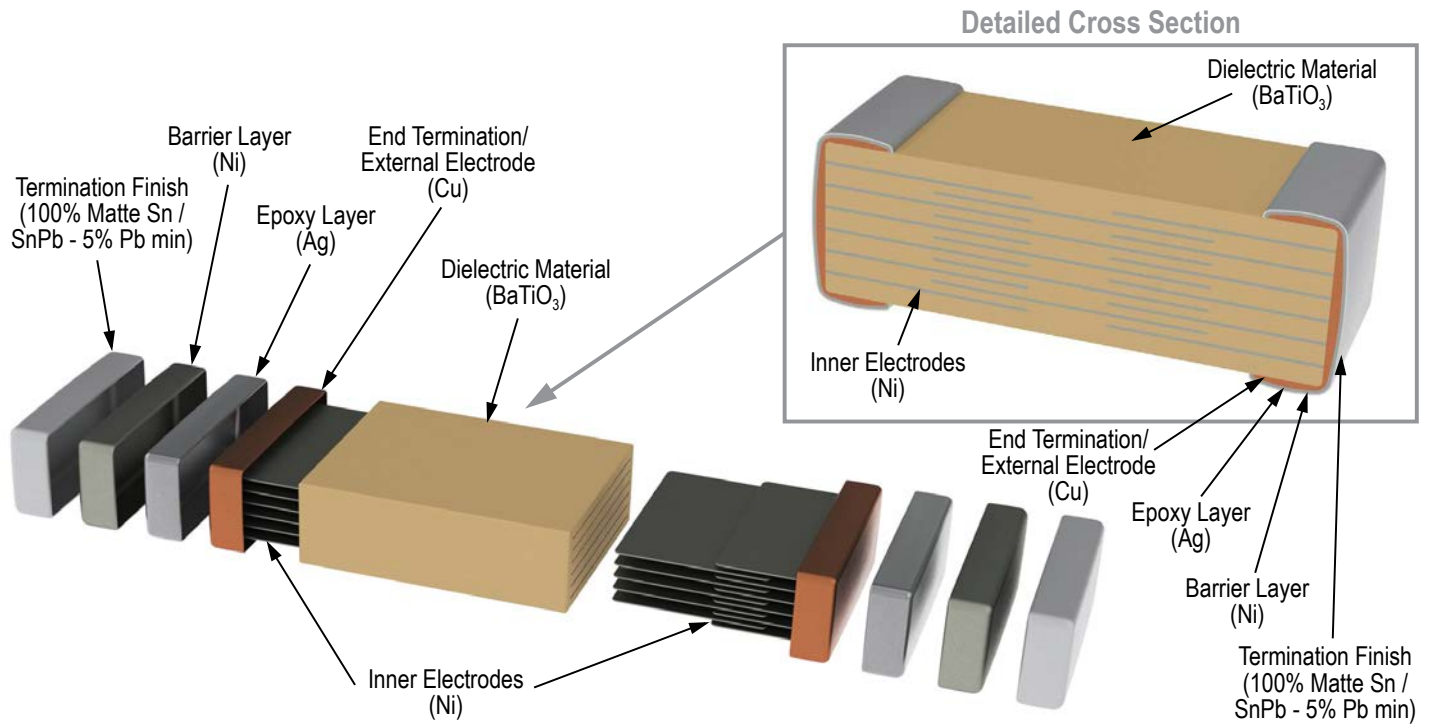 Detailed Cross Section
Dielectric Material
(BaTiO₃)
Inner Electrodes
(Ni)
End Termination/
External Electrode
(Cu)
Epoxy Layer
(Ag)
Barrier Layer
(Ni)
Termination Finish
(100% Matte Sn /
SnPb - 5% Pb min)
Termination Finish
(100% Matte Sn /
SnPb - 5% Pb min)
Barrier Layer
(Ni)
Epoxy Layer
(Ag)
End Termination/
External Electrode
(Cu)
Dielectric Material
(BaTiO₃)
Inner Electrodes
(Ni)